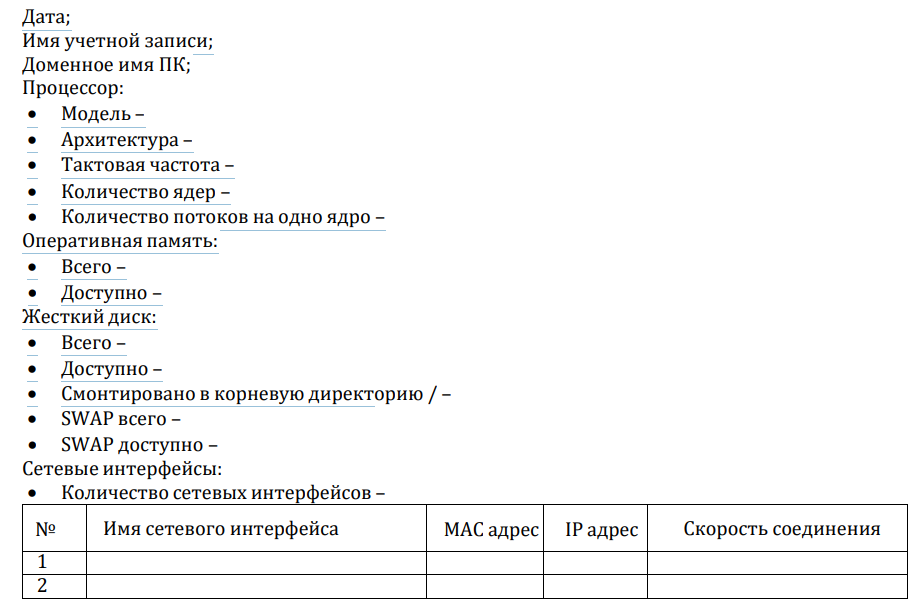 Дата;
Имя учетной записи;
Доменное имя ПК;
Процессор:
• Модель –
• Архитектура –
• Тактовая частота –
• Количество ядер –
• Количество потоков на одно ядро –
Оперативная память:
• Всего –
• Доступно –
Жесткий диск:
• Всего –
• Доступно –
• Смонтировано в корневую директорию / –
• SWAP всего –
• SWAP доступно –
Сетевые интерфейсы:
• Количество сетевых интерфейсов –
№ Имя сетевого интерфейса MAC адрес IP адрес Скорость соединения
1
2